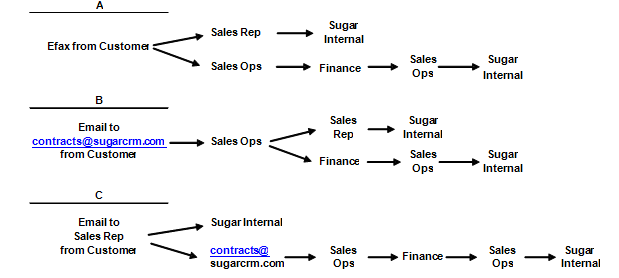 A
Efax from Customer
Sales Rep
Sugar
Internal
Sales Ops
Finance
Sales
Ops
Sugar
Internal
B
Email to
contracts@sugarcrm.com
from Customer
Sales Ops
Sales
Rep
Sugar
Internal
Finance
Sales
Ops
Sugar
Internal
C
Email to
Sales Rep
from Customer
Sugar Internal
contracts@
sugarcrm.com
Sales
Ops
Finance
Sales
Ops
Sugar
Internal